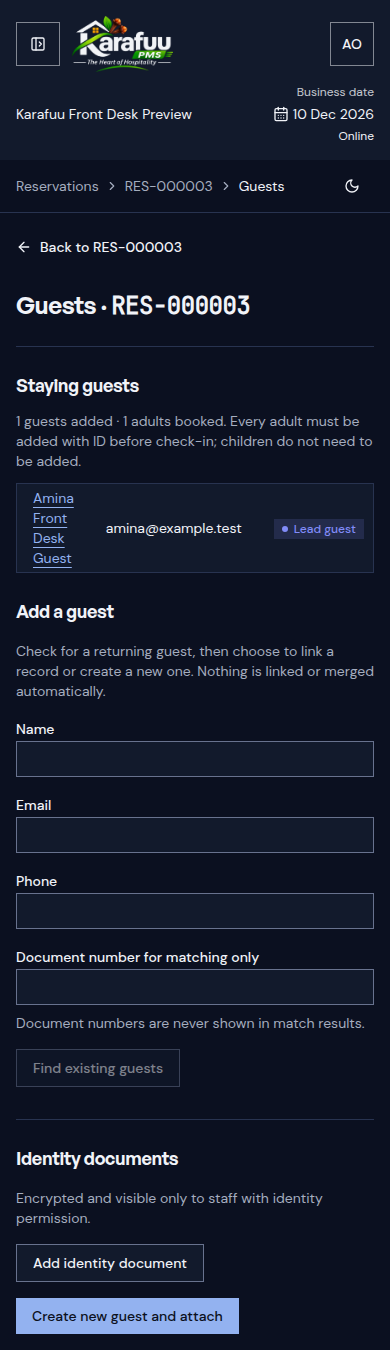 Karafuu
PMS
The Heart of Hospitality
AO
Business date
Karafuu Front Desk Preview
10 Dec 2026
Online
Reservations > RES-000003 > Guests
Back to RES-000003
Guests · RES-000003
Staying guests
1 guests added · 1 adults booked. Every adult must be
added with ID before check-in; children do not need to
be added.
Amina
Front
Desk
Guest
amina@example.test
Lead guest
Add a guest
Check for a returning guest, then choose to link a
record or create a new one. Nothing is linked or merged
automatically.
Name
Email
Phone
Document number for matching only
Document numbers are never shown in match results.
Find existing guests
Identity documents
Encrypted and visible only to staff with identity
permission.
Add identity document
Create new guest and attach